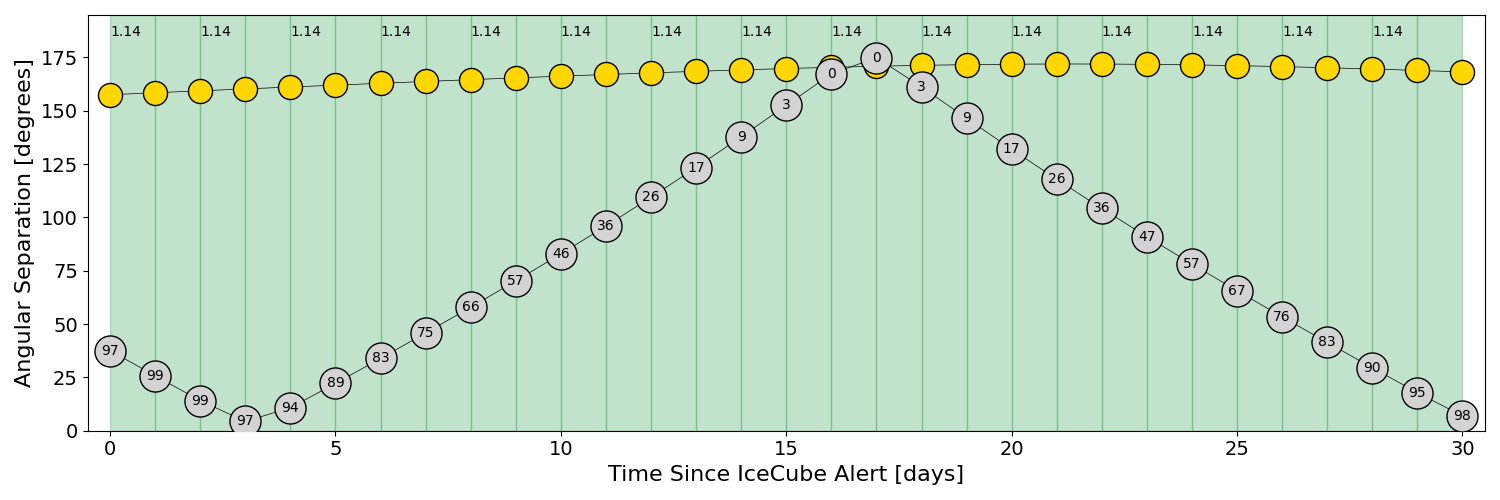 1.14 1.14 1.14 1.14 1.14 1.14 1.14 1.14 1.14 1.14 1.14 1.14 1.14 1.14 1.14
Angular Separation [degrees]
175
150
125
100
75
50
25
0
97 99 99 97 94 89 83 75 66 57 46 36 26 17 9 3 0 0 3 9 17 26 36 47 57 67 76 83 90 95 98
0 5 10 15 20 25 30
Time Since IceCube Alert [days]